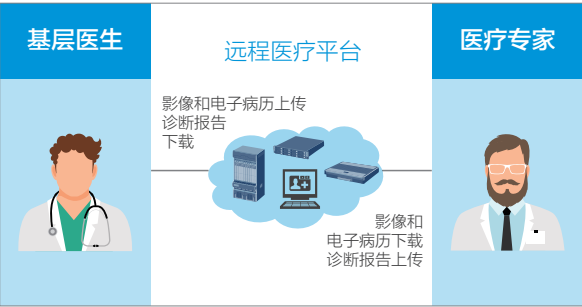 基层医生
远程医疗平台
医疗专家
影像和电子病历上传
诊断报告
下载
影像和
电子病历下载
诊断报告上传